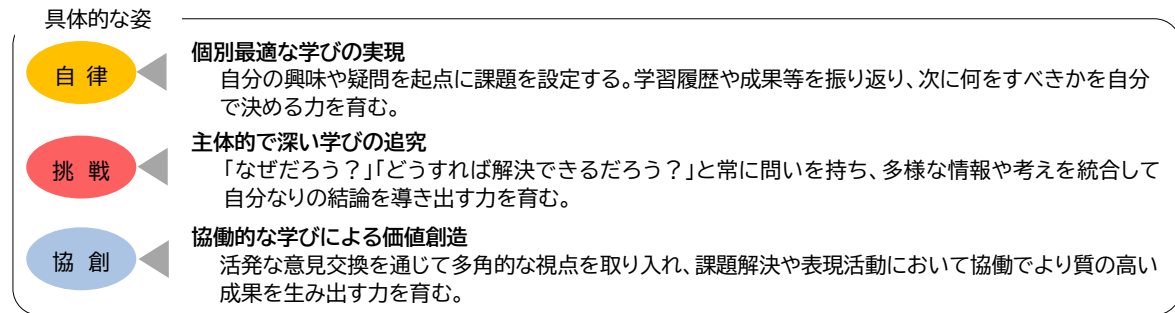 具体的な姿
自 律
個別最適な学びの実現
自分の興味や疑問を起点に課題を設定する。学習履歴や成果等を振り返り、次に何をすべきかを自分
で決める力を育む。
挑 戦
主体的で深い学びの追究
「なぜだろう？」「どうすれば解決できるだろう？」と常に問いを持ち、多様な情報や考えを統合して
自分なりの結論を導き出す力を育む。
協 創
協働的な学びによる価値創造
活発な意見交換を通じて多角的な視点を取り入れ、課題解決や表現活動において協働でより質の高い
成果を生み出す力を育む。